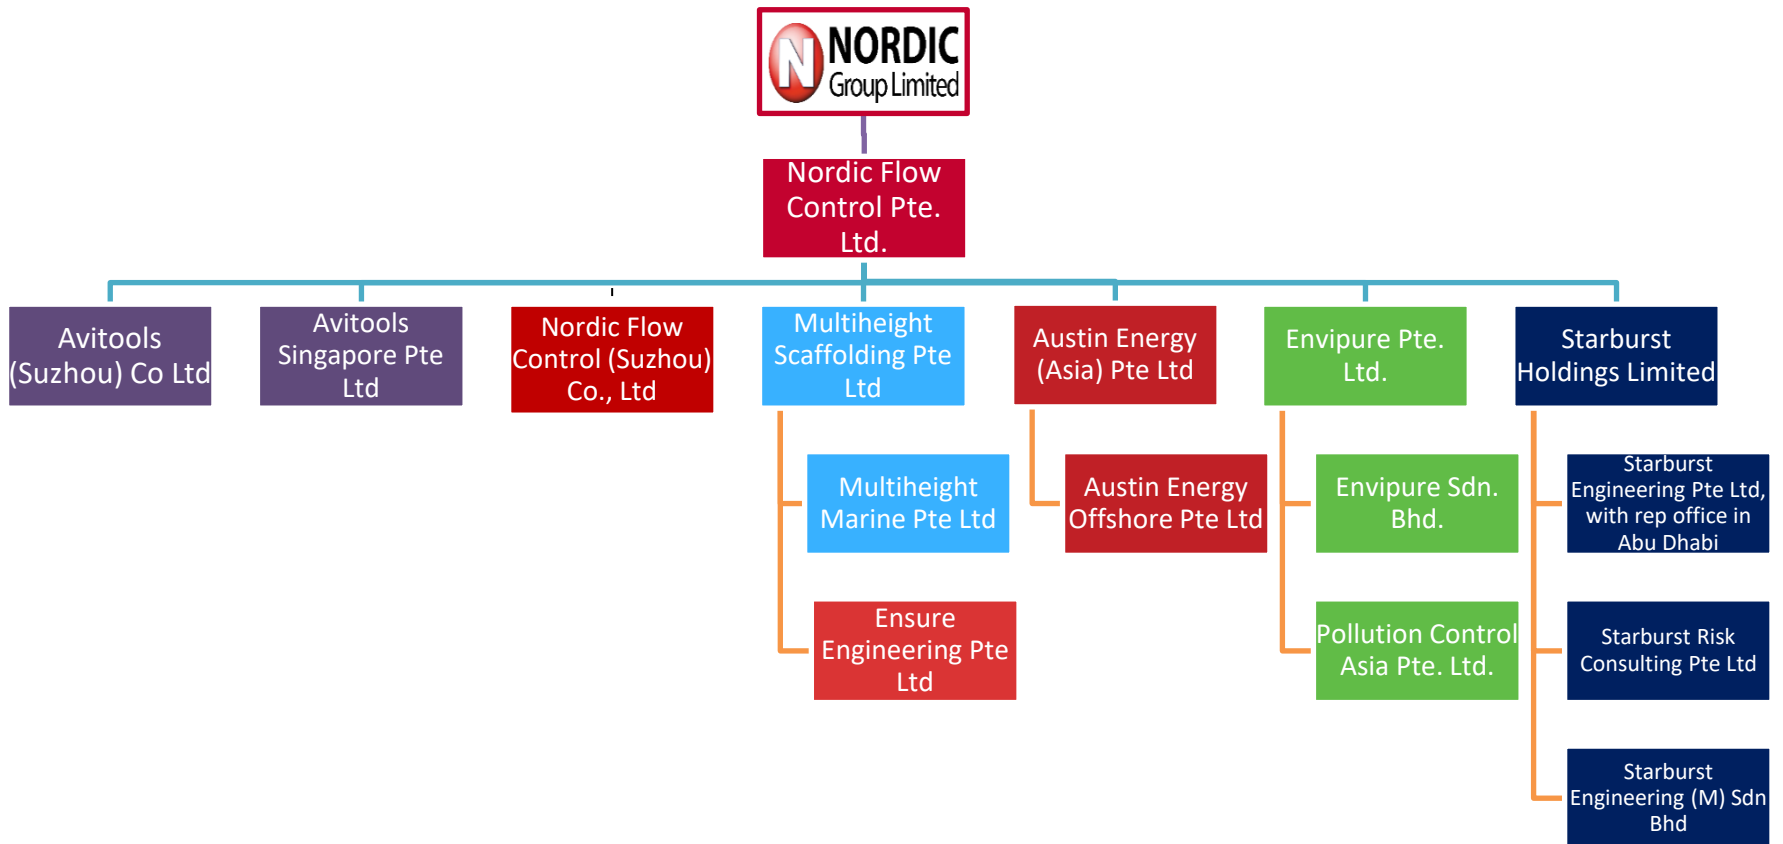 N NORDIC
Group Limited
Nordic Flow
Control Pte.
Ltd.
Avitools
(Suzhou) Co Ltd
Avitools
Singapore Pte
Ltd
Nordic Flow
Control (Suzhou)
Co., Ltd
Multiheight
Scaffolding Pte
Ltd
Austin Energy
(Asia) Pte Ltd
Envipure Pte.
Ltd.
Starburst
Holdings Limited
Multiheight
Marine Pte Ltd
Austin Energy
Offshore Pte Ltd
Envipure Sdn.
Bhd.
Starburst
Engineering Pte Ltd,
with rep office in
Abu Dhabi
Ensure
Engineering Pte
Ltd
Pollution Control
Asia Pte. Ltd.
Starburst Risk
Consulting Pte Ltd
Starburst
Engineering (M) Sdn
Bhd